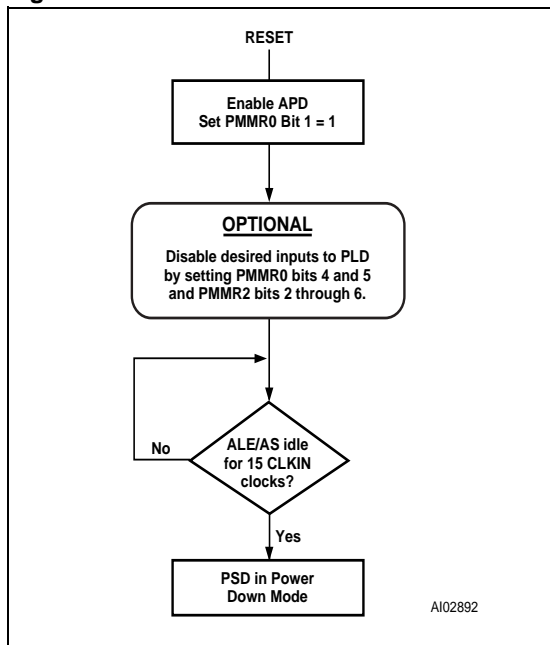 RESET
Enable APD
Set PMMR0 Bit 1 = 1
OPTIONAL
Disable desired inputs to PLD
by setting PMMR0 bits 4 and 5
and PMMR2 bits 2 through 6.
No
ALE/AS idle
for 15 CLKIN
clocks?
Yes
PSD in Power
Down Mode
AI02892